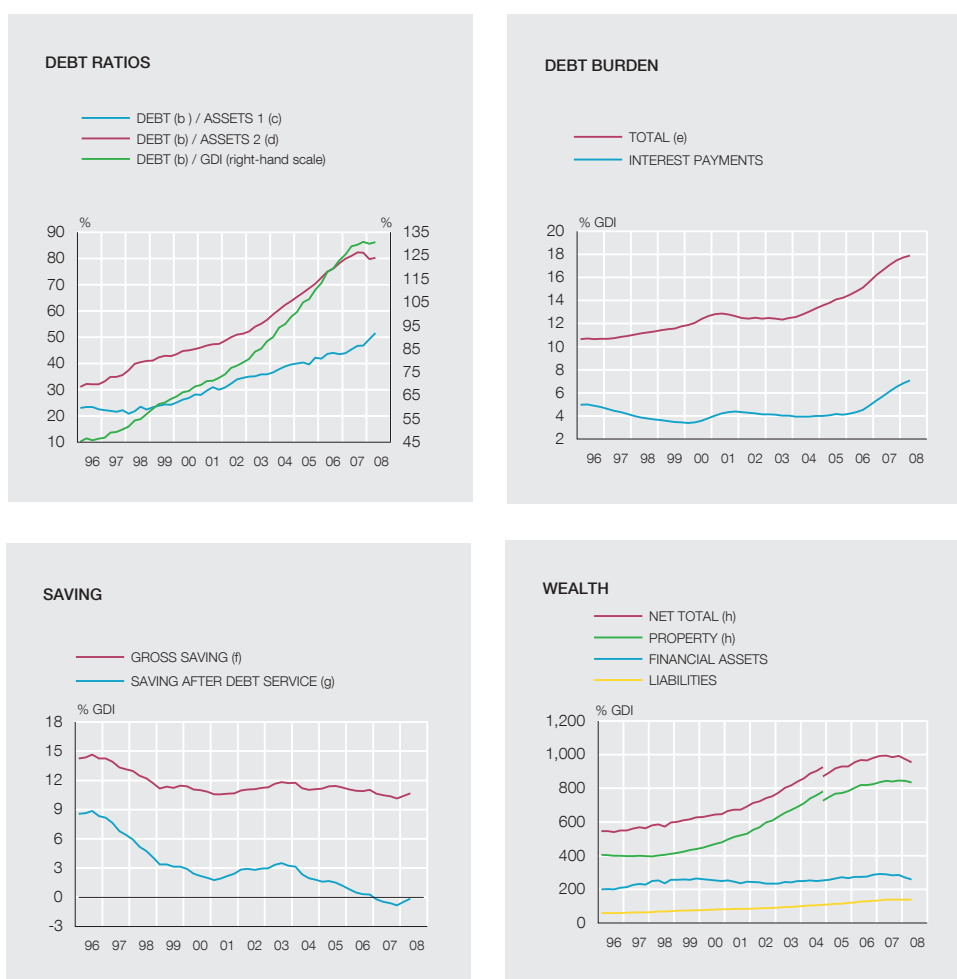 DEBT RATIOS
DEBT (b ) / ASSETS 1 (c)
DEBT (b) / ASSETS 2 (d)
DEBT (b) / GDI (right-hand scale)
% %
90 135
80 125
70 115
60 105
50 95
40 85
30 75
20 65
10 55
45
96 97 98 99 00 01 02 03 04 05 06 07 08
DEBT BURDEN
TOTAL (e)
INTEREST PAYMENTS
% GDI
20
18
16
14
12
10
8
6
4
2
96 97 98 99 00 01 02 03 04 05 06 07 08
SAVING
GROSS SAVING (f)
SAVING AFTER DEBT SERVICE (g)
% GDI
18
15
12
9
6
3
0
-3
96 97 98 99 00 01 02 03 04 05 06 07 08
WEALTH
NET TOTAL (h)
PROPERTY (h)
FINANCIAL ASSETS
LIABILITIES
% GDI
1,200
1,000
800
600
400
200
0
96 97 98 99 00 01 02 03 04 05 06 07 08